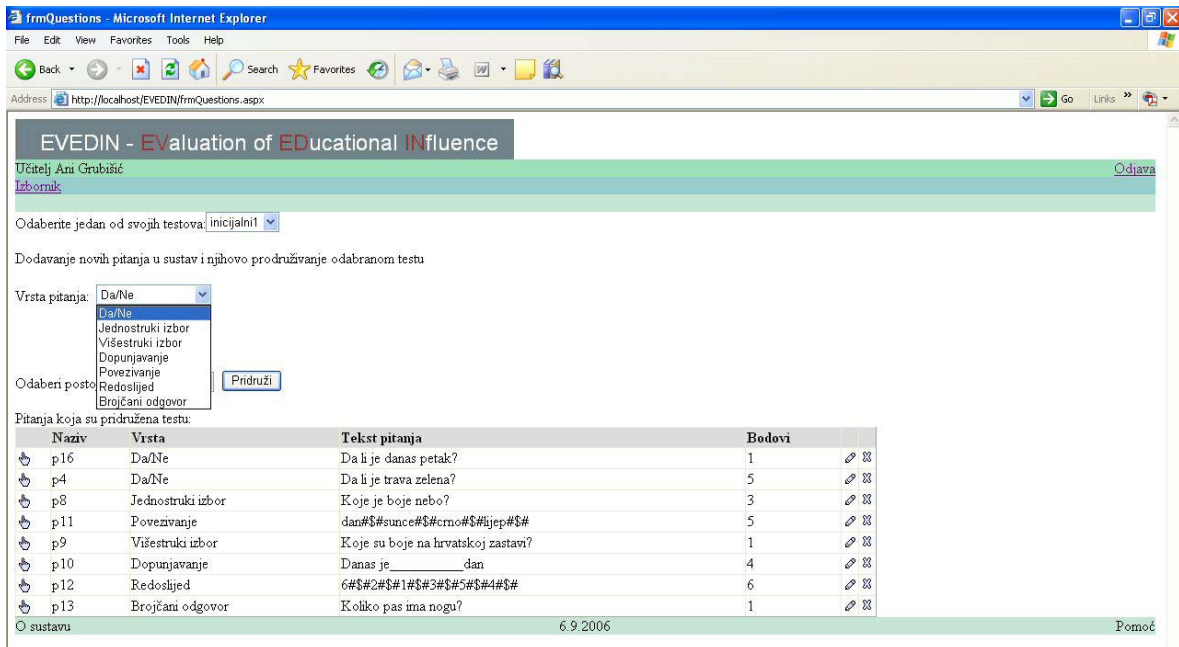 frmQuestions - Microsoft Internet Explorer
File Edit View Favorites Tools Help
Back Search Favorites
Address http://localhost/EVEDIN/frmQuestions.aspx Go Links »
EVEDIN - EValuation of EDucational INfluence
Učitelj Ani Grubišić Odjava
Izbornik
Odaberite jedan od svojih testova: inicijalni1
Dodavanje novih pitanja u sustav i njihovo prodruživanje odabranom testu
Vrsta pitanja: Da/Ne
Da/Ne
Jednostruki izbor
Višestruki izbor
Dopunjavanje
Povezivanje
Redoslijed
Brojčani odgovor
Odaberi posto Pridruži
Pitanja koja su pridružena testu:
Naziv Vrsta Tekst pitanja Bodovi
p16 Da/Ne Da li je danas petak? 1
p4 Da/Ne Da li je trava zelena? 5
p8 Jednostruki izbor Koje je boje nebo? 3
p11 Povezivanje dan#$#sunce#$#crno#$#lijep#$# 5
p9 Višestruki izbor Koje su boje na hrvatskoj zastavi? 1
p10 Dopunjavanje Danas je__________dan 4
p12 Redoslijed 6#$#2#$#1#$#3#$#5#$#4#$# 6
p13 Brojčani odgovor Koliko pas ima nogu? 1
O sustavu 6.9.2006 Pomoć